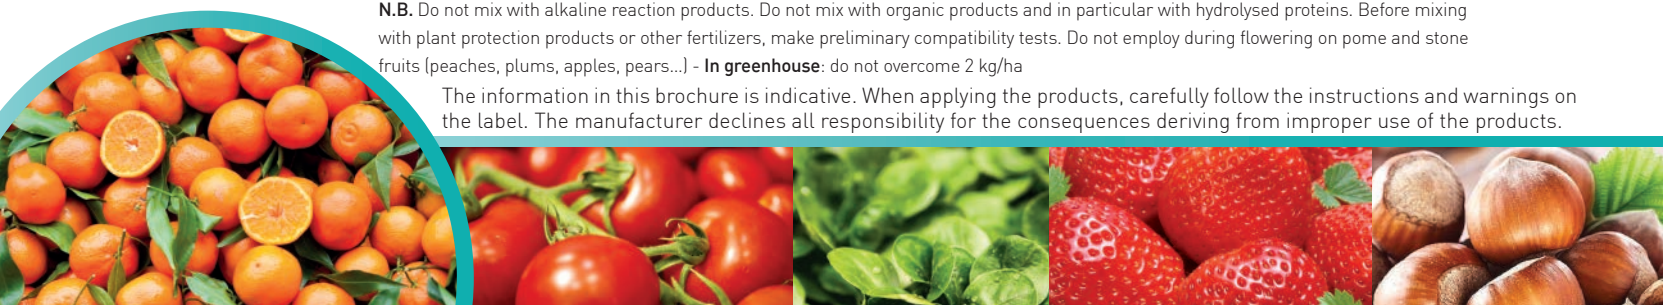 N.B. Do not mix with alkaline reaction products. Do not mix with organic products and in particular with hydrolysed proteins. Before mixing
with plant protection products or other fertilizers, make preliminary compatibility tests. Do not employ during flowering on pome and stone
fruits (peaches, plums, apples, pears...) - In greenhouse: do not overcome 2 kg/ha
The information in this brochure is indicative. When applying the products, carefully follow the instructions and warnings on
the label. The manufacturer declines all responsibility for the consequences deriving from improper use of the products.